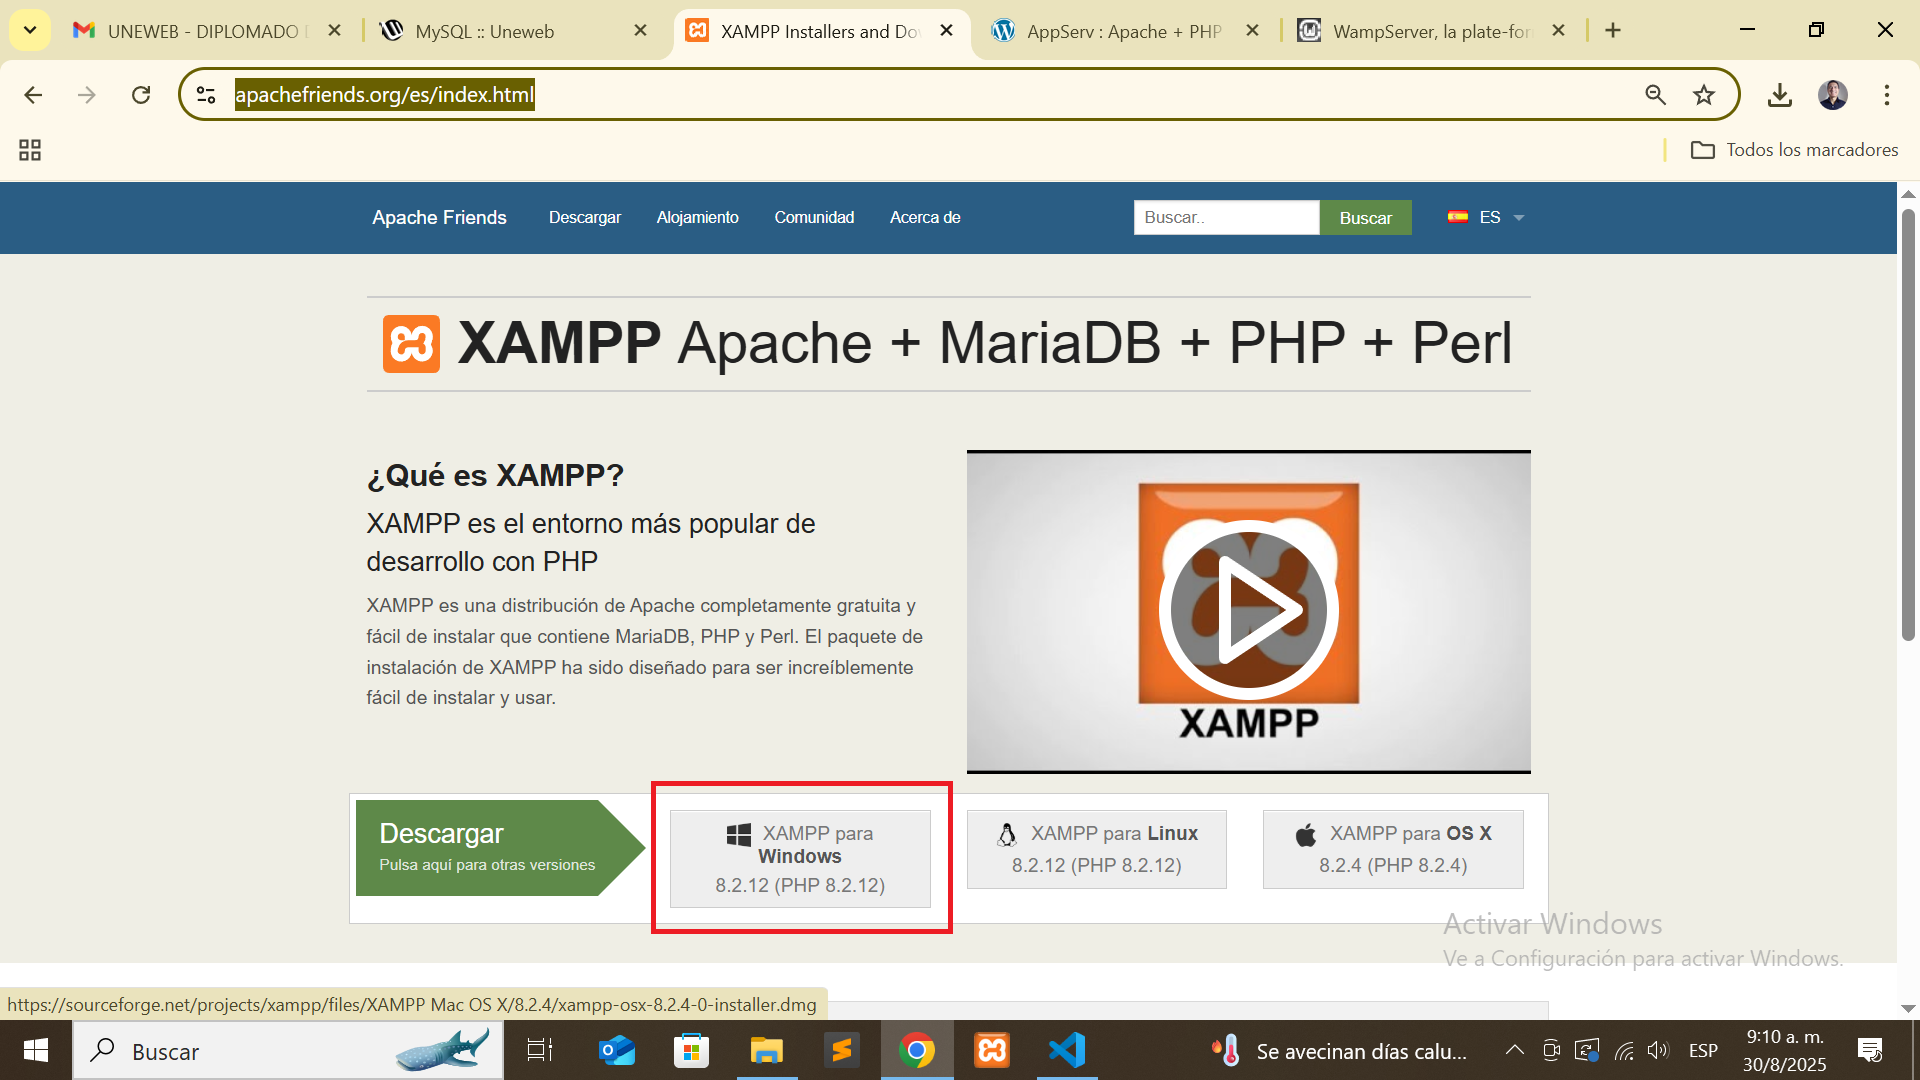 UNEWEB - DIPLOMADO
MySQL :: Uneweb
XAMPP Installers and Do
AppServ : Apache + PHP
WampServer, la plate-for
apachefriends.org/es/index.html
Todos los marcadores
Apache Friends
Descargar
Alojamiento
Comunidad
Acerca de
Buscar..
Buscar
ES
XAMPP Apache + MariaDB + PHP + Perl
¿Qué es XAMPP?
XAMPP es el entorno más popular de
desarrollo con PHP
XAMPP es una distribución de Apache completamente gratuita y
fácil de instalar que contiene MariaDB, PHP y Perl. El paquete de
instalación de XAMPP ha sido diseñado para ser increíblemente
fácil de instalar y usar.
XAMPP
Descargar
Pulsa aquí para otras versiones
XAMPP para
Windows
8.2.12 (PHP 8.2.12)
XAMPP para Linux
8.2.12 (PHP 8.2.12)
XAMPP para OS X
8.2.4 (PHP 8.2.4)
Activar Windows
Ve a Configuración para activar Windows.
https://sourceforge.net/projects/xampp/files/XAMPP Mac OS X/8.2.4/xampp-osx-8.2.4-0-installer.dmg
Buscar
Se avecinan días calu...
ESP
9:10 a. m.
30/8/2025